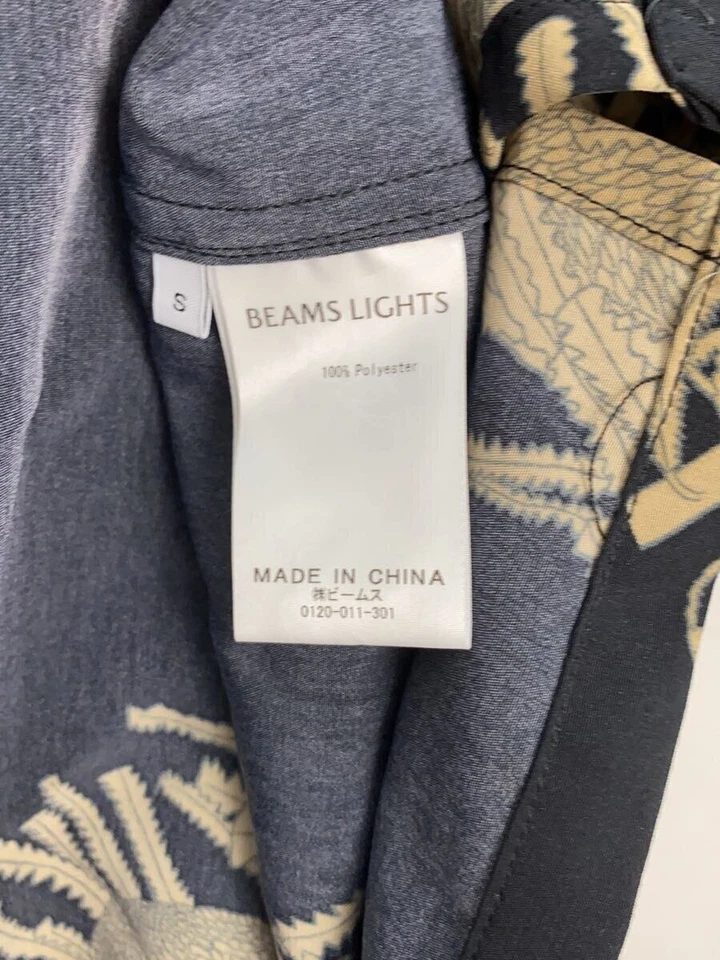 S
BEAMS LIGHTS
100% Polyester
MADE IN CHINA
㈱ビームス
0120-011-301